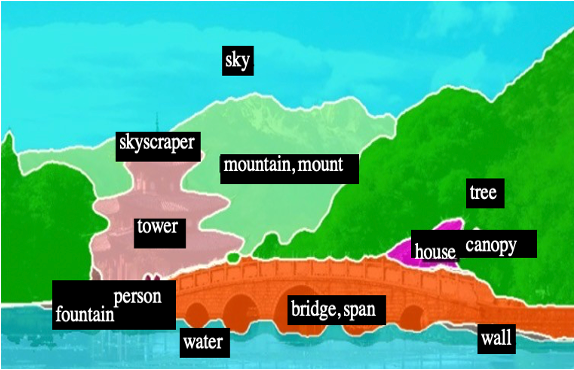 sky
skyscraper
mountain, mount
tree
tower
house
canopy
person
fountain
bridge, span
water
wall